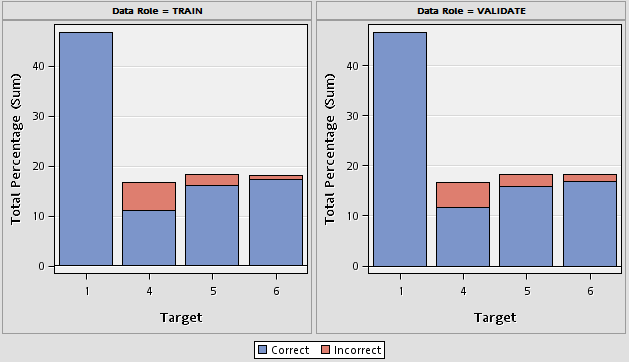 Data Role = TRAIN
Data Role = VALIDATE
Total Percentage (Sum)
40
30
20
10
0
1 4 5 6
Target
Total Percentage (Sum)
40
30
20
10
0
1 4 5 6
Target
Correct Incorrect